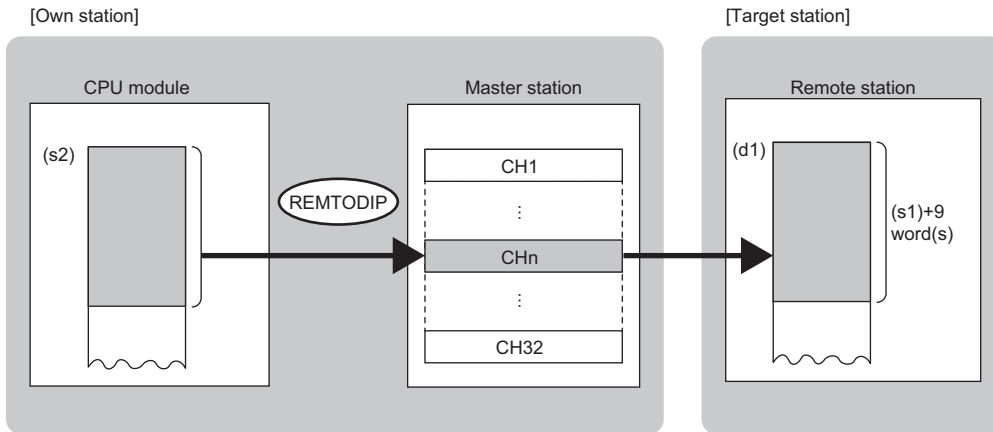 [Own station]
[Target station]
CPU module
Master station
Remote station
(s2)
(d1)
CH1
REMTODIP
(s1)+9
word(s)
⋮
CHn
⋮
CH32